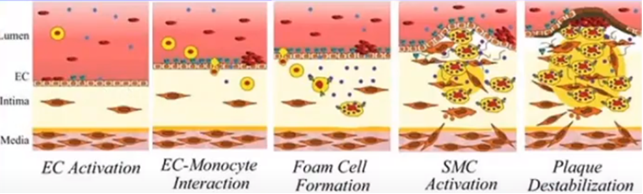 Lumen
EC
Intima
Media
EC Activation
EC-Monocyte
Interaction
Foam Cell
Formation
SMC
Activation
Plaque
Destabilization